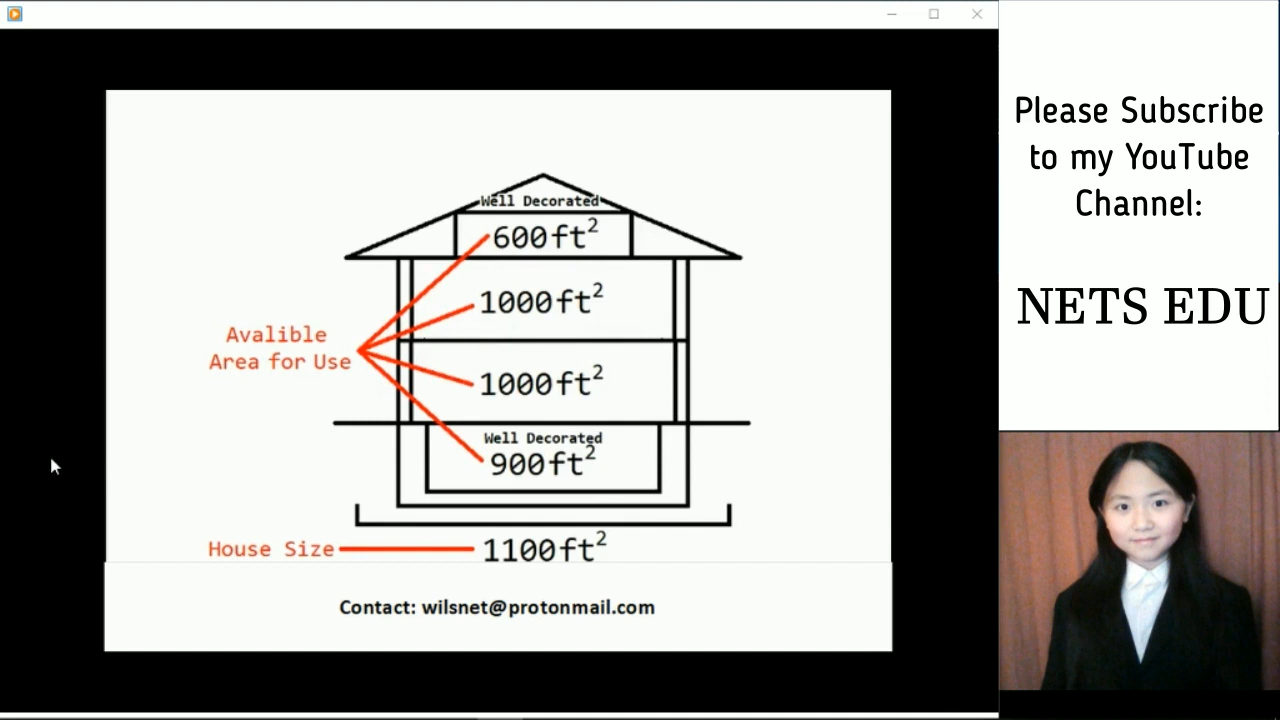 Well Decorated
600ft²
1000ft²
Avalible
Area for Use
1000ft²
Well Decorated
900ft²
House Size
1100ft²
Contact: wilsnet@protonmail.com
Please Subscribe
to my YouTube
Channel:
NETS EDU